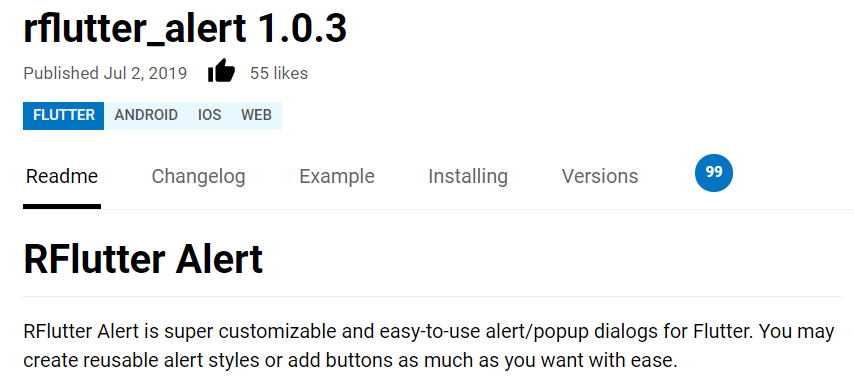 rflutter_alert 1.0.3
Published Jul 2, 2019 55 likes
FLUTTER ANDROID IOS WEB
Readme Changelog Example Installing Versions 99
RFlutter Alert
RFlutter Alert is super customizable and easy-to-use alert/popup dialogs for Flutter. You may
create reusable alert styles or add buttons as much as you want with ease.